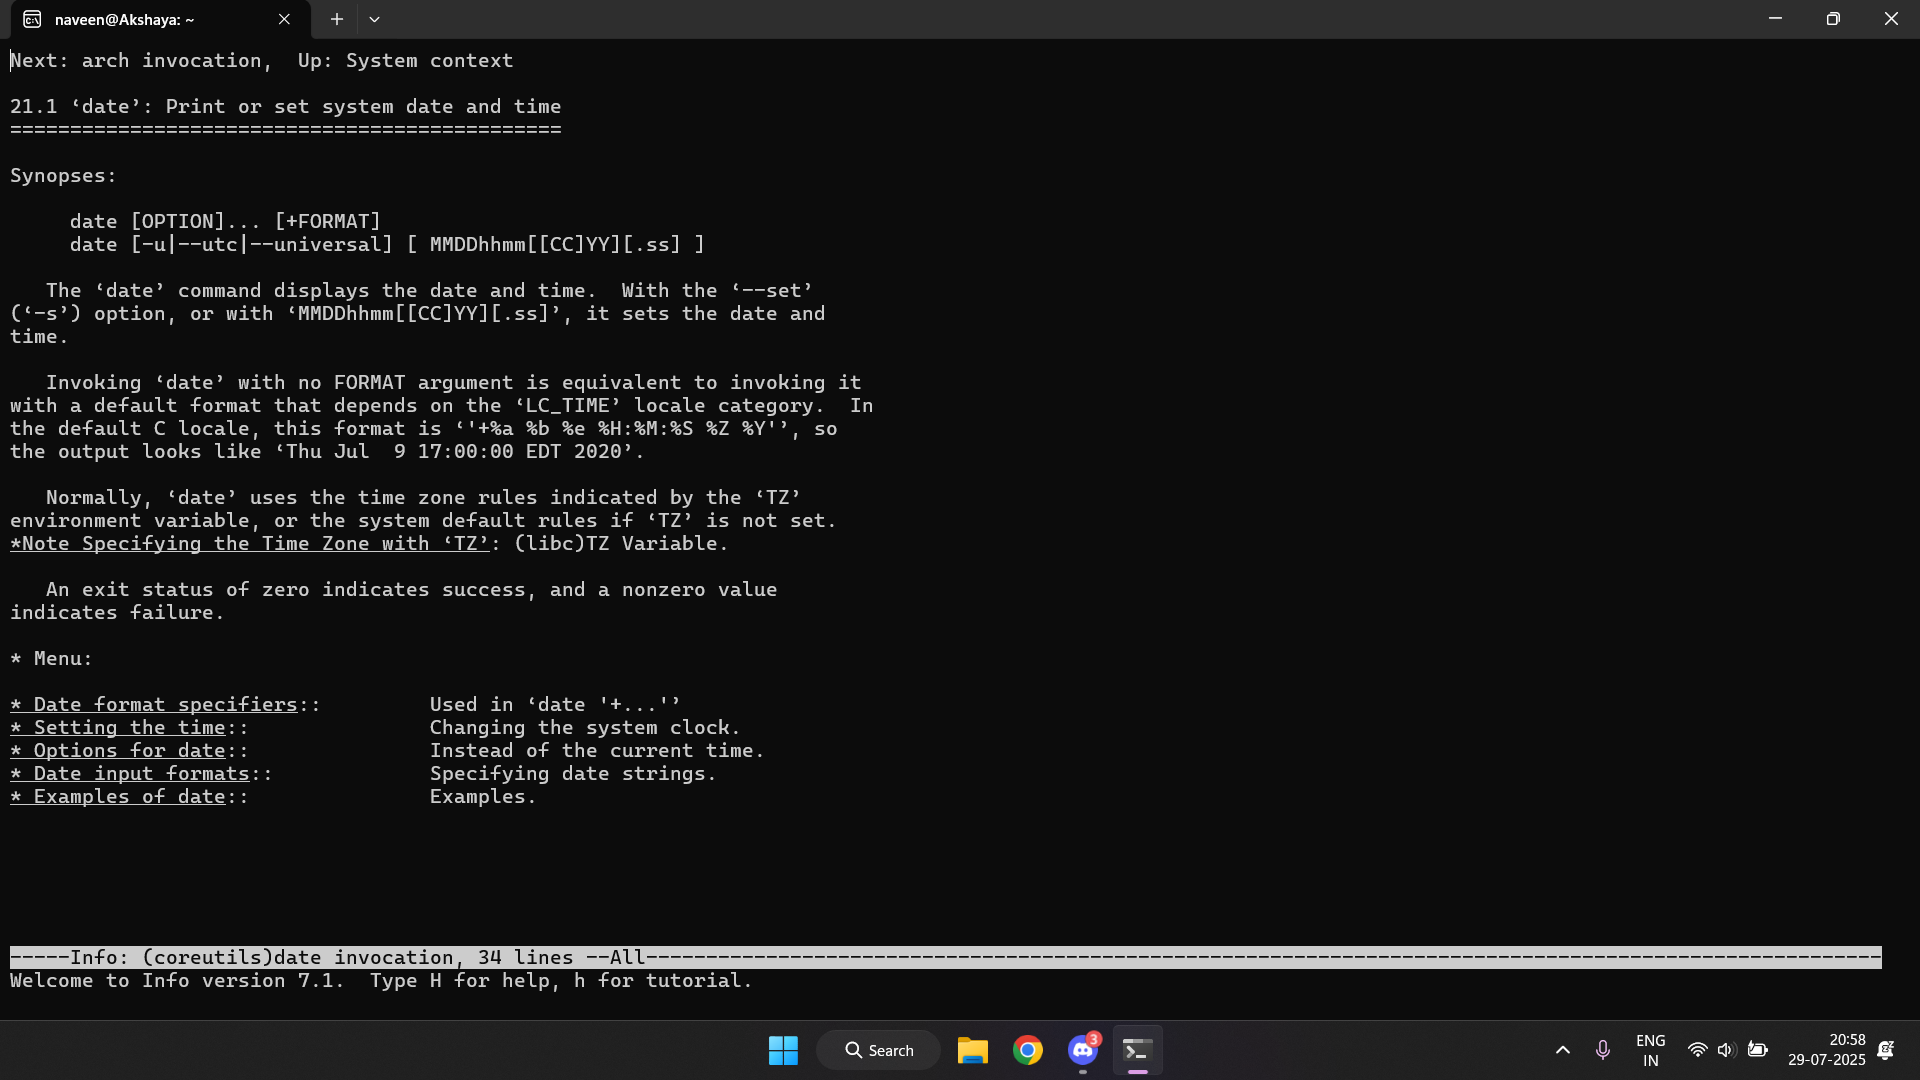 naveen@Akshaya: ~
Next: arch invocation,  Up: System context
21.1 ‘date’: Print or set system date and time
==============================================
Synopses:
date [OPTION]... [+FORMAT]
date [-u|--utc|--universal] [ MMDDhhmm[[CC]YY][.ss] ]
The ‘date’ command displays the date and time.  With the ‘--set’
(‘-s’) option, or with ‘MMDDhhmm[[CC]YY][.ss]’, it sets the date and
time.
Invoking ‘date’ with no FORMAT argument is equivalent to invoking it
with a default format that depends on the ‘LC_TIME’ locale category.  In
the default C locale, this format is ‘'+%a %b %e %H:%M:%S %Z %Y'’, so
the output looks like ‘Thu Jul  9 17:00:00 EDT 2020’.
Normally, ‘date’ uses the time zone rules indicated by the ‘TZ’
environment variable, or the system default rules if ‘TZ’ is not set.
*Note Specifying the Time Zone with ‘TZ’: (libc)TZ Variable.
An exit status of zero indicates success, and a nonzero value
indicates failure.
* Menu:
* Date format specifiers::         Used in ‘date '+...'’
* Setting the time::               Changing the system clock.
* Options for date::               Instead of the current time.
* Date input formats::             Specifying date strings.
* Examples of date::               Examples.
-----Info: (coreutils)date invocation, 34 lines --All-------------------------------------------------------------------------------------------------------
Welcome to Info version 7.1.  Type H for help, h for tutorial.
Search
3
ENG
IN
20:58
29-07-2025